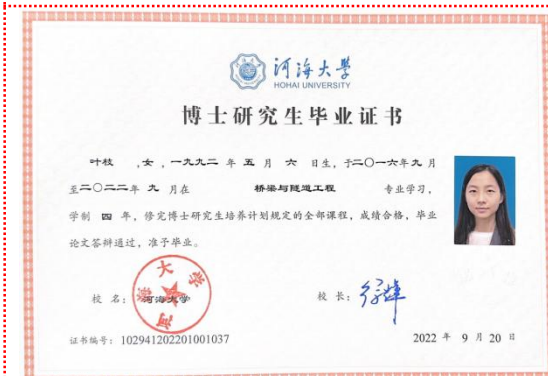 河海大学
HOHAI UNIVERSITY
博士研究生毕业证书
叶枝 ,女 ,一九九二 年 五 月 六 日生,于二〇一六年九 月
至二〇二二年 九 月在 桥梁与隧道工程 专业学习,
学制 四 年,修完博士研究生培养计划规定的全部课程,成绩合格,毕业
论文答辩通过,准予毕业。
校 名: 河海大学 校 长:
证书编号: 102941202201001037 2022 年 9 月 20 日